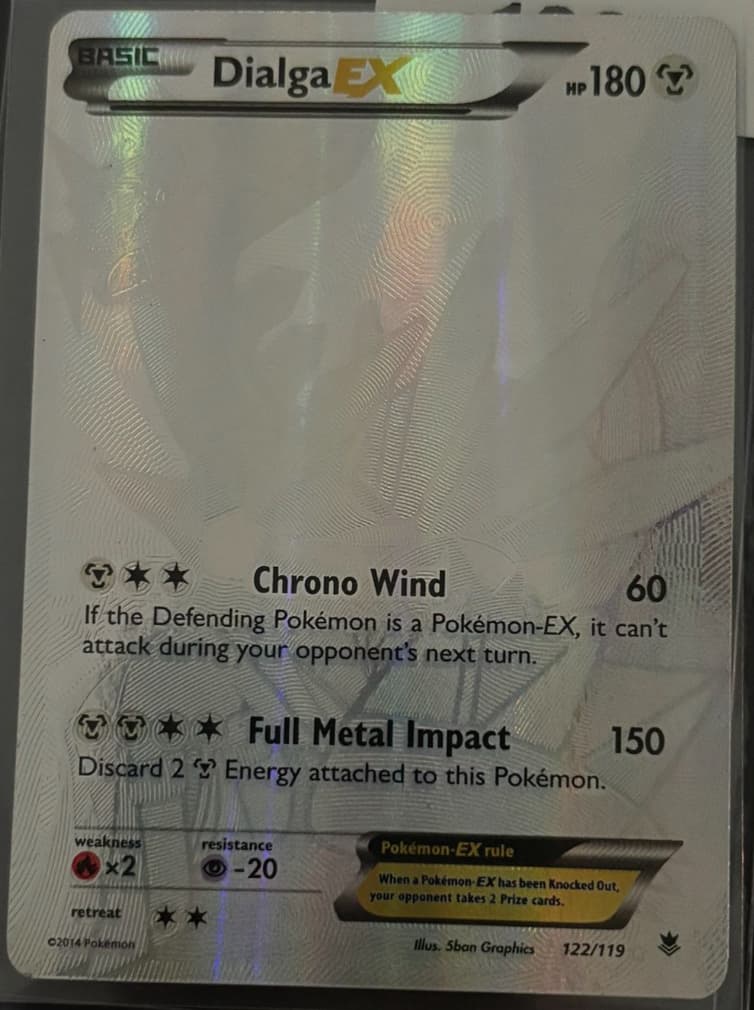 BASIC
DialgaEX
HP180
Chrono Wind 60
If the Defending Pokémon is a Pokémon-EX, it can't
attack during your opponent's next turn.
Full Metal Impact 150
Discard 2 Energy attached to this Pokémon.
weakness resistance
×2 -20
retreat
Pokémon-EX rule
When a Pokémon-EX has been Knocked Out,
your opponent takes 2 Prize cards.
©2014 Pokémon
Illus. 5ban Graphics 122/119